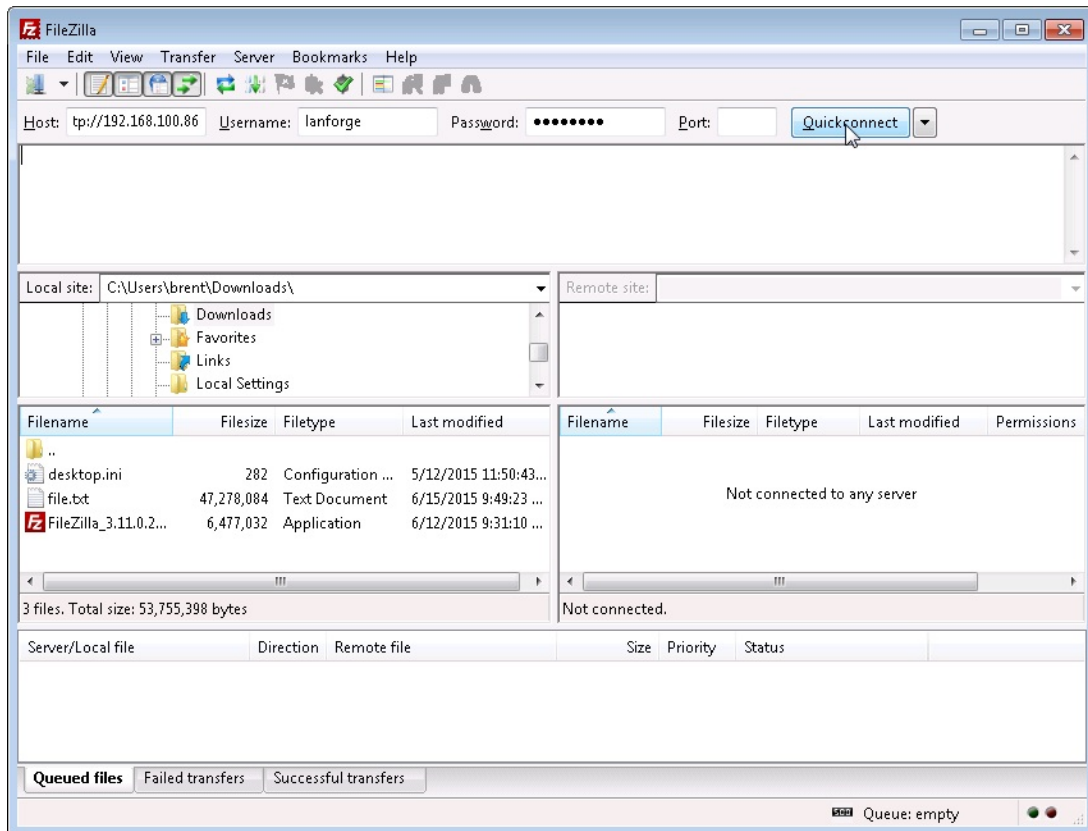 FileZilla
File Edit View Transfer Server Bookmarks Help
Host: tp://192.168.100.86 Username: lanforge Password: •••••••• Port: Quickconnect
Local site: C:\Users\brent\Downloads\
Downloads
Favorites
Links
Local Settings
Remote site:
Filename Filesize Filetype Last modified
..
desktop.ini 282 Configuration ... 5/12/2015 11:50:43...
file.txt 47,278,084 Text Document 6/15/2015 9:49:23 ...
FileZilla_3.11.0.2... 6,477,032 Application 6/12/2015 9:31:10 ...
3 files. Total size: 53,755,398 bytes
Filename Filesize Filetype Last modified Permissions
Not connected to any server
Not connected.
Server/Local file Direction Remote file Size Priority Status
Queued files Failed transfers Successful transfers
Queue: empty